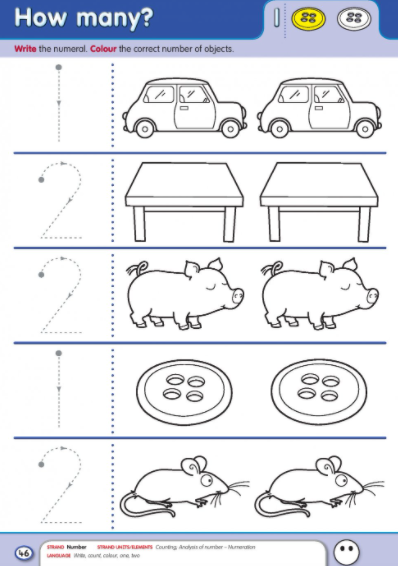 How many?
1
Write the numeral. Colour the correct number of objects.
1
2
2
1
2
46
STRAND Number STRAND UNITS/ELEMENTS Counting; Analysis of number – Numeration
LANGUAGE Write, count, colour, one, two